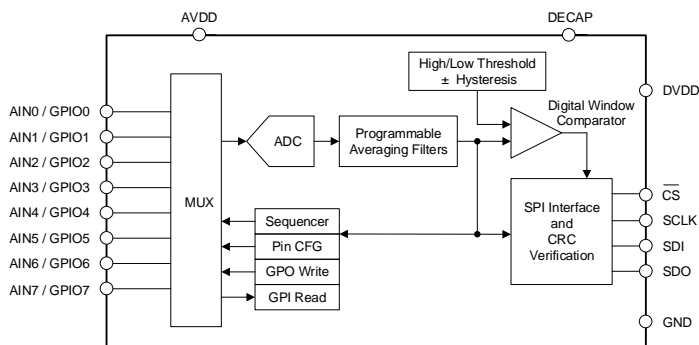 AVDD
DECAP
High/Low Threshold
± Hysteresis
DVDD
AIN0 / GPIO0
AIN1 / GPIO1
AIN2 / GPIO2
AIN3 / GPIO3
AIN4 / GPIO4
AIN5 / GPIO5
AIN6 / GPIO6
AIN7 / GPIO7
MUX
ADC
Programmable
Averaging Filters
Digital Window
Comparator
Sequencer
Pin CFG
GPO Write
GPI Read
SPI Interface
and
CRC
Verification
CS
SCLK
SDI
SDO
GND